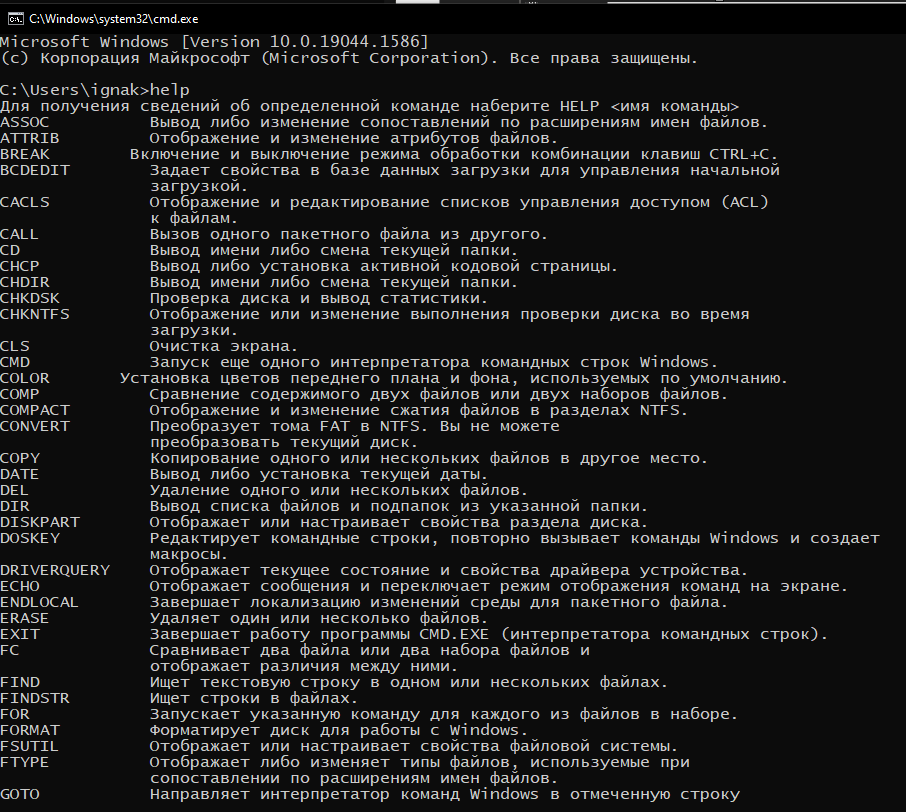 C:\Windows\system32\cmd.exe
Microsoft Windows [Version 10.0.19044.1586]
(c) Корпорация Майкрософт (Microsoft Corporation). Все права защищены.
C:\Users\ignak>help
Для получения сведений об определенной команде наберите HELP <имя команды>
ASSOC Вывод либо изменение сопоставлений по расширениям имен файлов.
ATTRIB Отображение и изменение атрибутов файлов.
BREAK Включение и выключение режима обработки комбинации клавиш CTRL+C.
BCDEDIT Задает свойства в базе данных загрузки для управления начальной
загрузкой.
CACLS Отображение и редактирование списков управления доступом (ACL)
к файлам.
CALL Вызов одного пакетного файла из другого.
CD Вывод имени либо смена текущей папки.
CHCP Вывод либо установка активной кодовой страницы.
CHDIR Вывод имени либо смена текущей папки.
CHKDSK Проверка диска и вывод статистики.
CHKNTFS Отображение или изменение выполнения проверки диска во время
загрузки.
CLS Очистка экрана.
CMD Запуск еще одного интерпретатора командных строк Windows.
COLOR Установка цветов переднего плана и фона, используемых по умолчанию.
COMP Сравнение содержимого двух файлов или двух наборов файлов.
COMPACT Отображение и изменение сжатия файлов в разделах NTFS.
CONVERT Преобразует тома FAT в NTFS. Вы не можете
преобразовать текущий диск.
COPY Копирование одного или нескольких файлов в другое место.
DATE Вывод либо установка текущей даты.
DEL Удаление одного или нескольких файлов.
DIR Вывод списка файлов и подпапок из указанной папки.
DISKPART Отображает или настраивает свойства раздела диска.
DOSKEY Редактирует командные строки, повторно вызывает команды Windows и создает
макросы.
DRIVERQUERY Отображает текущее состояние и свойства драйвера устройства.
ECHO Отображает сообщения и переключает режим отображения команд на экране.
ENDLOCAL Завершает локализацию изменений среды для пакетного файла.
ERASE Удаляет один или несколько файлов.
EXIT Завершает работу программы CMD.EXE (интерпретатора командных строк).
FC Сравнивает два файла или два набора файлов и
отображает различия между ними.
FIND Ищет текстовую строку в одном или нескольких файлах.
FINDSTR Ищет строки в файлах.
FOR Запускает указанную команду для каждого из файлов в наборе.
FORMAT Форматирует диск для работы с Windows.
FSUTIL Отображает или настраивает свойства файловой системы.
FTYPE Отображает либо изменяет типы файлов, используемые при
сопоставлении по расширениям имен файлов.
GOTO Направляет интерпретатор команд Windows в отмеченную строку